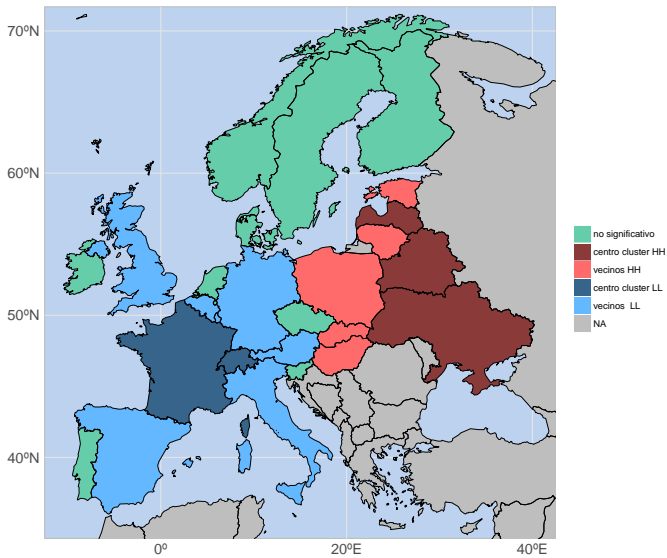 70ºN
60ºN
50ºN
40ºN
0º
20ºE
40ºE
no significativo
centro cluster HH
vecinos HH
centro cluster LL
vecinos  LL
NA